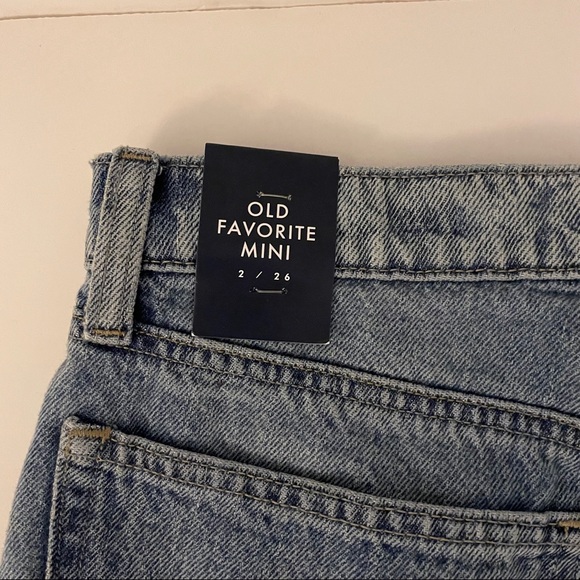 OLD
FAVORITE
MINI
2 / 26